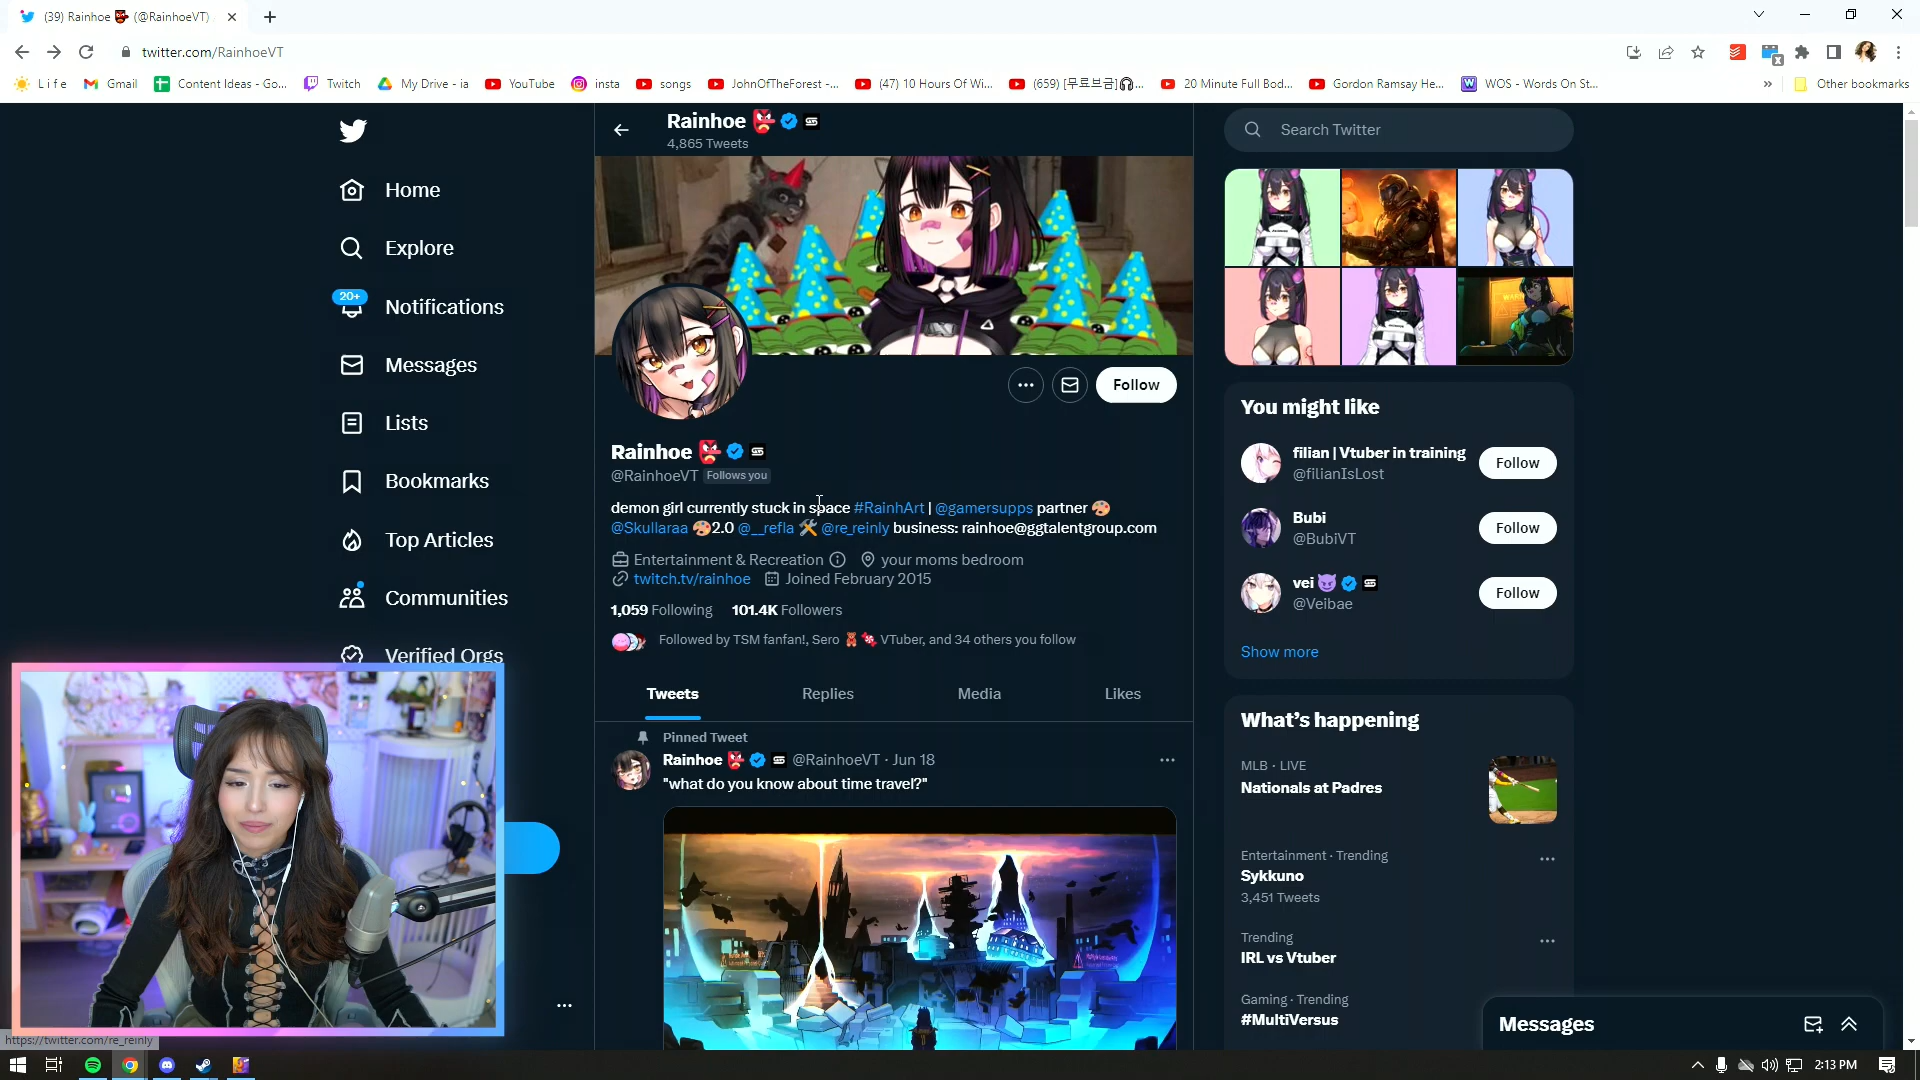 (39) Rainhoe 👺 (@RainhoeVT)
twitter.com/RainhoeVT
L i f e
Gmail
Content Ideas - Go...
Twitch
My Drive - ia
YouTube
insta
songs
JohnOfTheForest -...
(47) 10 Hours Of Wi...
(659) [무료브금]🎧...
20 Minute Full Bod...
Gordon Ramsay He...
WOS - Words On St...
»
Other bookmarks
Home
Explore
20+
Notifications
Messages
Lists
Bookmarks
Top Articles
Communities
Verified Orgs
Rainhoe 👺
4,865 Tweets
Follow
Rainhoe 👺
@RainhoeVT Follows you
demon girl currently stuck in space #RainhArt | @gamersupps partner 🎨
@Skullaraa 🎨2.0 @__refla 🛠️ @re_reinly business: rainhoe@ggtalentgroup.com
Entertainment & Recreation your moms bedroom
twitch.tv/rainhoe Joined February 2015
1,059 Following 101.4K Followers
Followed by TSM fanfan!, Sero 🧸🍬 VTuber, and 34 others you follow
Tweets
Replies
Media
Likes
Pinned Tweet
Rainhoe 👺 @RainhoeVT · Jun 18
"what do you know about time travel?"
Search Twitter
You might like
filian | Vtuber in training
@filianIsLost
Follow
Bubi
@BubiVT
Follow
vei 😈
@Veibae
Follow
Show more
What's happening
MLB · LIVE
Nationals at Padres
Entertainment · Trending
Sykkuno
3,451 Tweets
Trending
IRL vs Vtuber
Gaming · Trending
#MultiVersus
Messages
https://twitter.com/re_reinly
2:13 PM